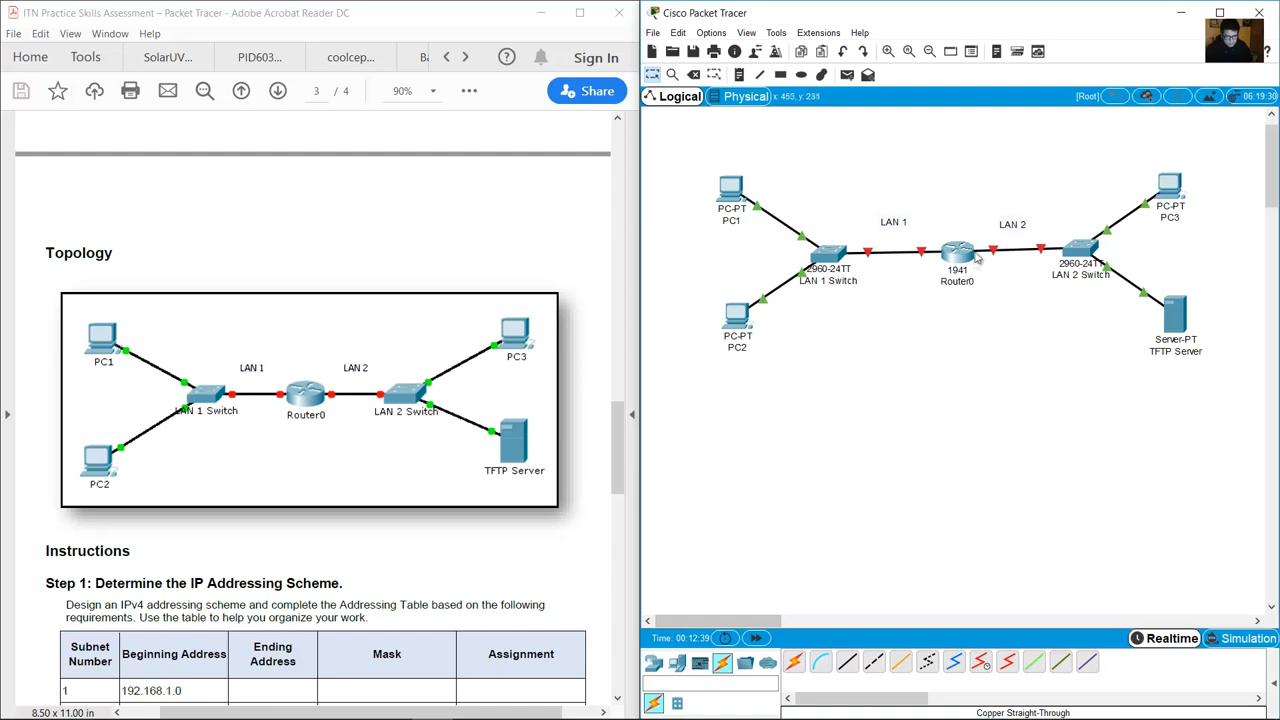 ITN Practice Skills Assessment – Packet Tracer - Adobe Acrobat Reader DC
File Edit View Window Help
Home Tools SolarUV... PID603... coolcep... Sign In
3 / 4 90% Share
Topology
PC1
PC3
LAN 1
LAN 2
LAN 1 Switch
Router0
LAN 2 Switch
PC2
TFTP Server
Instructions
Step 1: Determine the IP Addressing Scheme.
Design an IPv4 addressing scheme and complete the Addressing Table based on the following
requirements. Use the table to help you organize your work.
Subnet Number Beginning Address Ending Address Mask Assignment
1 192.168.1.0
8.50 x 11.00 in
Cisco Packet Tracer
File Edit Options View Tools Extensions Help
Logical Physical x: 455, y: 235 [Root] 06:19:30
PC-PT
PC1
PC-PT
PC3
LAN 1
LAN 2
2960-24TT
LAN 1 Switch
1941
Router0
2960-24TT
LAN 2 Switch
PC-PT
PC2
Server-PT
TFTP Server
Time: 00:12:39 Realtime Simulation
Copper Straight-Through